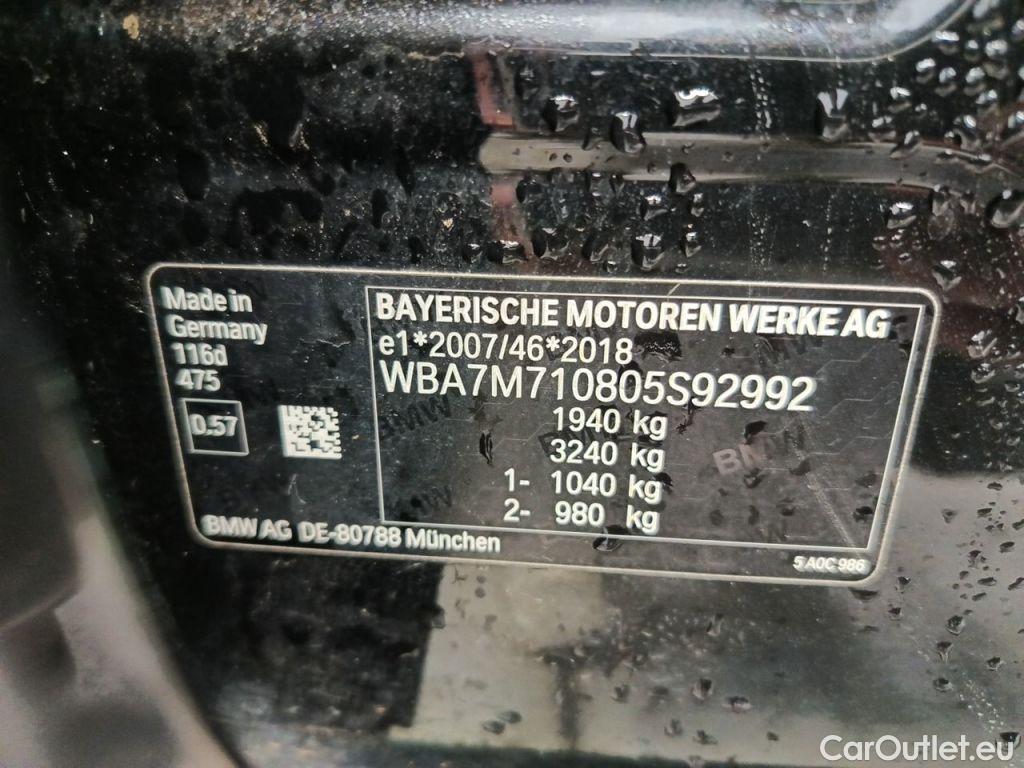 Made in
Germany
116d
475
0.57
BAYERISCHE MOTOREN WERKE AG
e1*2007/46*2018
WBA7M710805S92992
1940 kg
3240 kg
1- 1040 kg
2- 980 kg
BMW AG DE-80788 München
5 A0C 986
CarOutlet.eu